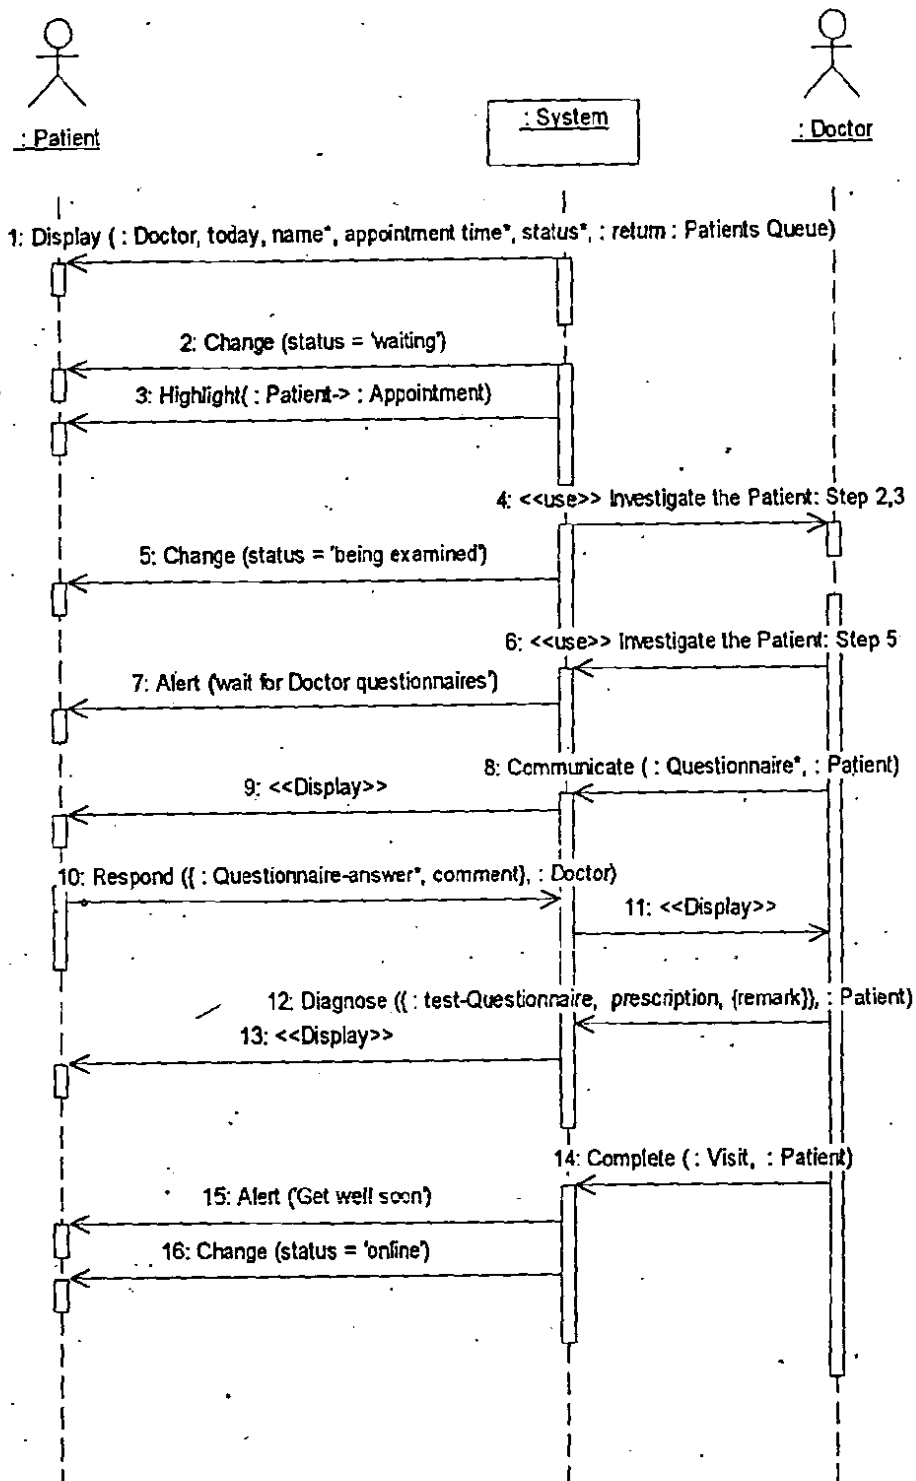 : Patient
: System
: Doctor
1: Display ( : Doctor, today, name*, appointment time*, status*, : return : Patients Queue)
2: Change (status = 'waiting')
3: Highlight( : Patient-> : Appointment)
4: <<use>> Investigate the Patient: Step 2,3
5: Change (status = 'being examined')
6: <<use>> Investigate the Patient: Step 5
7: Alert ('wait for Doctor questionnaires')
8: Communicate ( : Questionnaire*, : Patient)
9: <<Display>>
10: Respond ({ : Questionnaire-answer*, comment}, : Doctor)
11: <<Display>>
12: Diagnose ({ : test-Questionnaire, prescription, {remark}}, : Patient)
13: <<Display>>
14: Complete ( : Visit, : Patient)
15: Alert ('Get well soon')
16: Change (status = 'online')